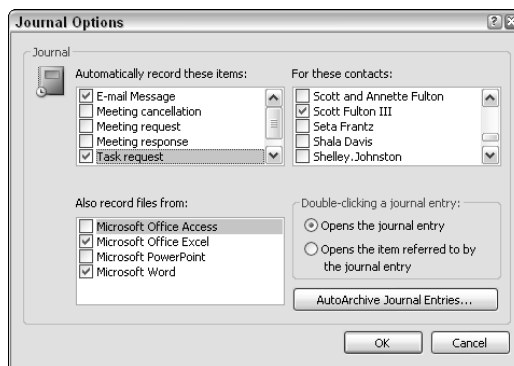 Journal Options
Journal
Automatically record these items:
E-mail Message
Meeting cancellation
Meeting request
Meeting response
Task request
For these contacts:
Scott and Annette Fulton
Scott Fulton III
Seta Frantz
Shala Davis
Shelley.Johnston
Also record files from:
Microsoft Office Access
Microsoft Office Excel
Microsoft PowerPoint
Microsoft Word
Double-clicking a journal entry:
Opens the journal entry
Opens the item referred to by
the journal entry
AutoArchive Journal Entries...
OK
Cancel